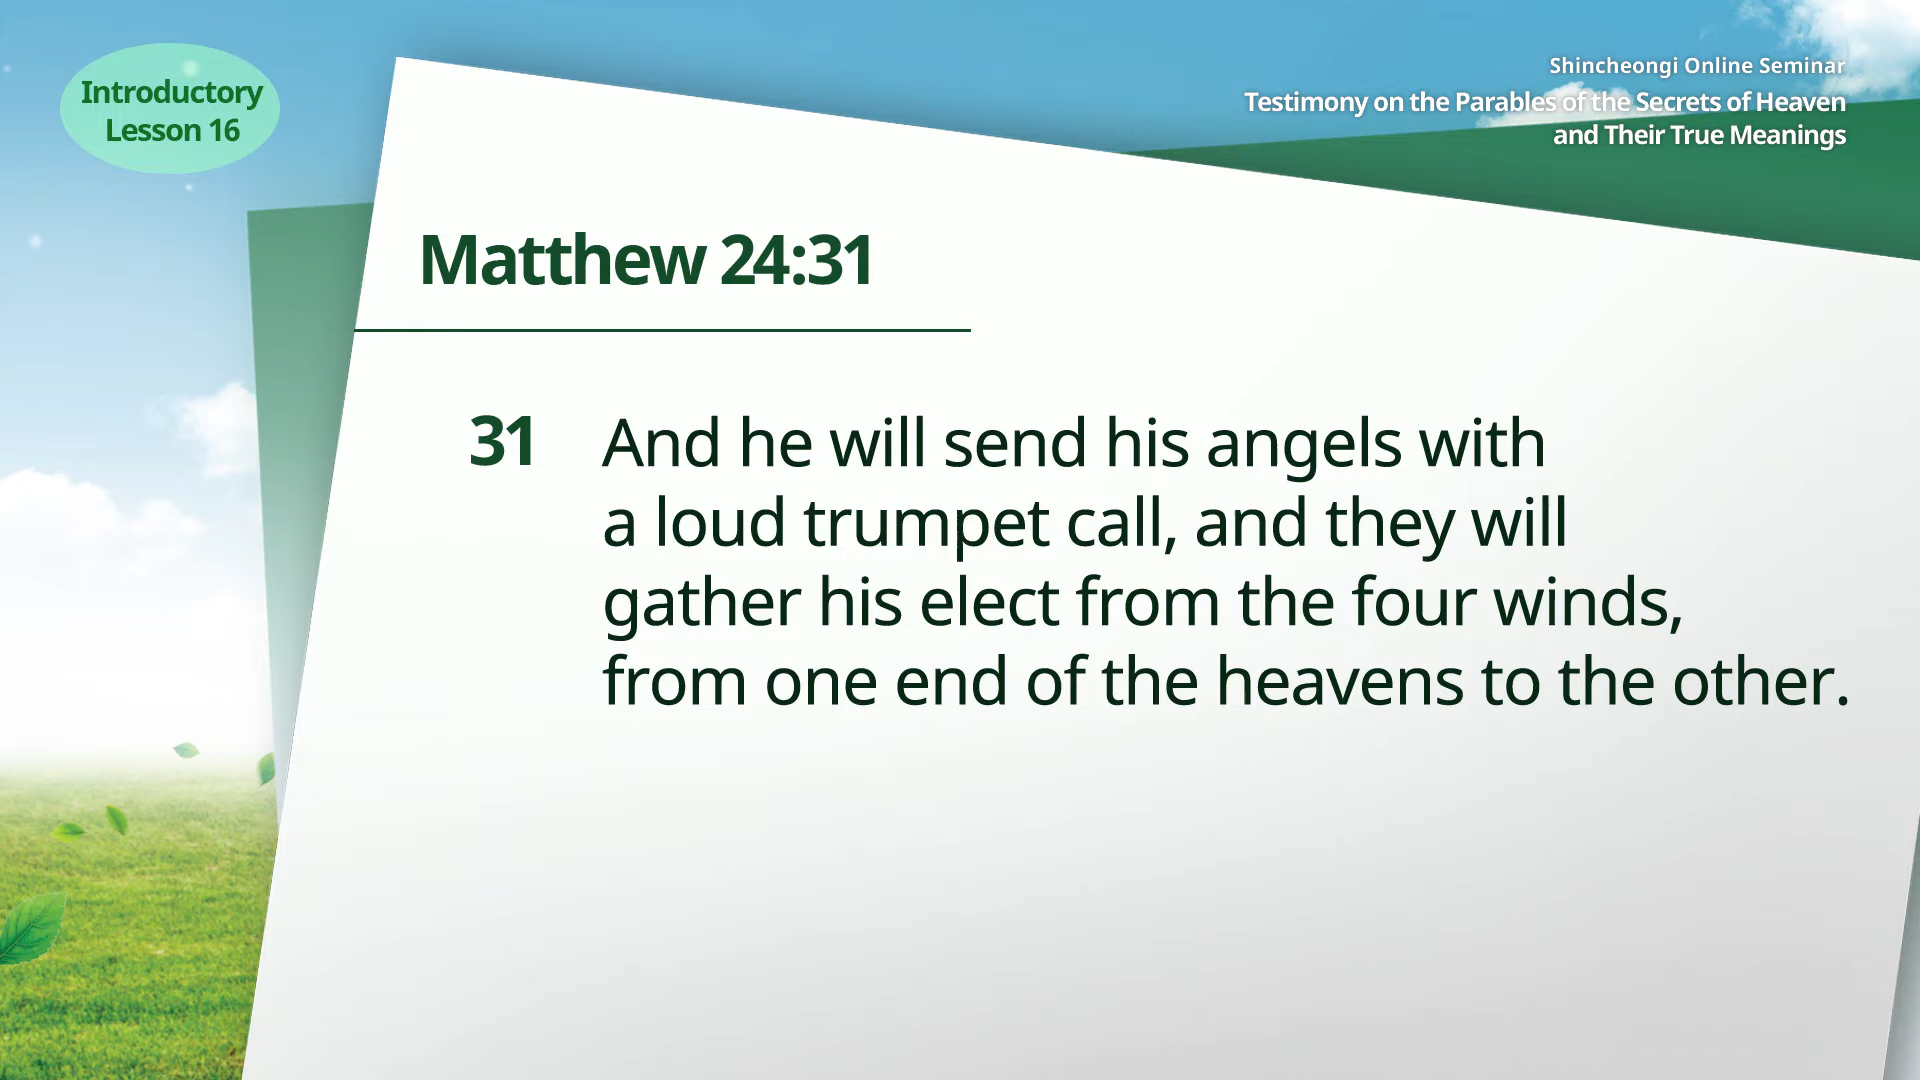 Introductory
Lesson 16
Shincheongi Online Seminar
Testimony on the Parables of the Secrets of Heaven
and Their True Meanings
Matthew 24:31
31 And he will send his angels with
a loud trumpet call, and they will
gather his elect from the four winds,
from one end of the heavens to the other.